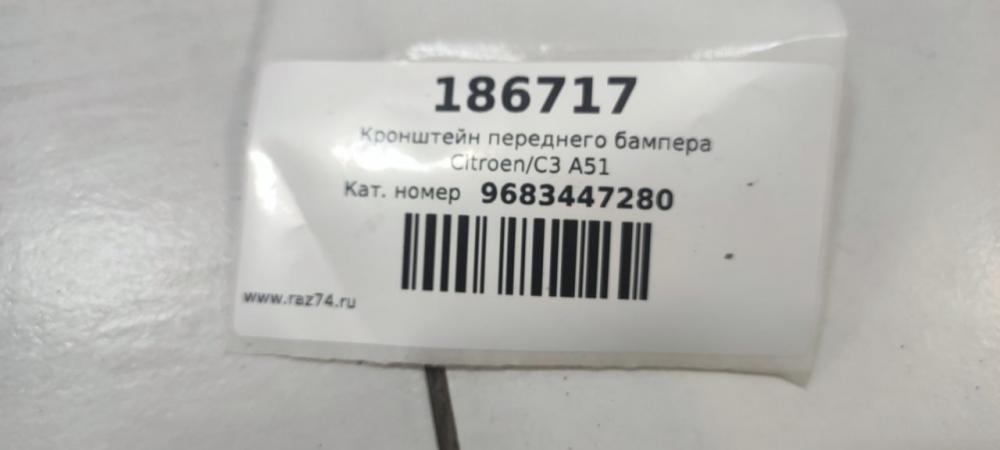 186717
Кронштейн переднего бампера
Citroen/C3 A51
Кат. номер 9683447280
www.raz74.ru